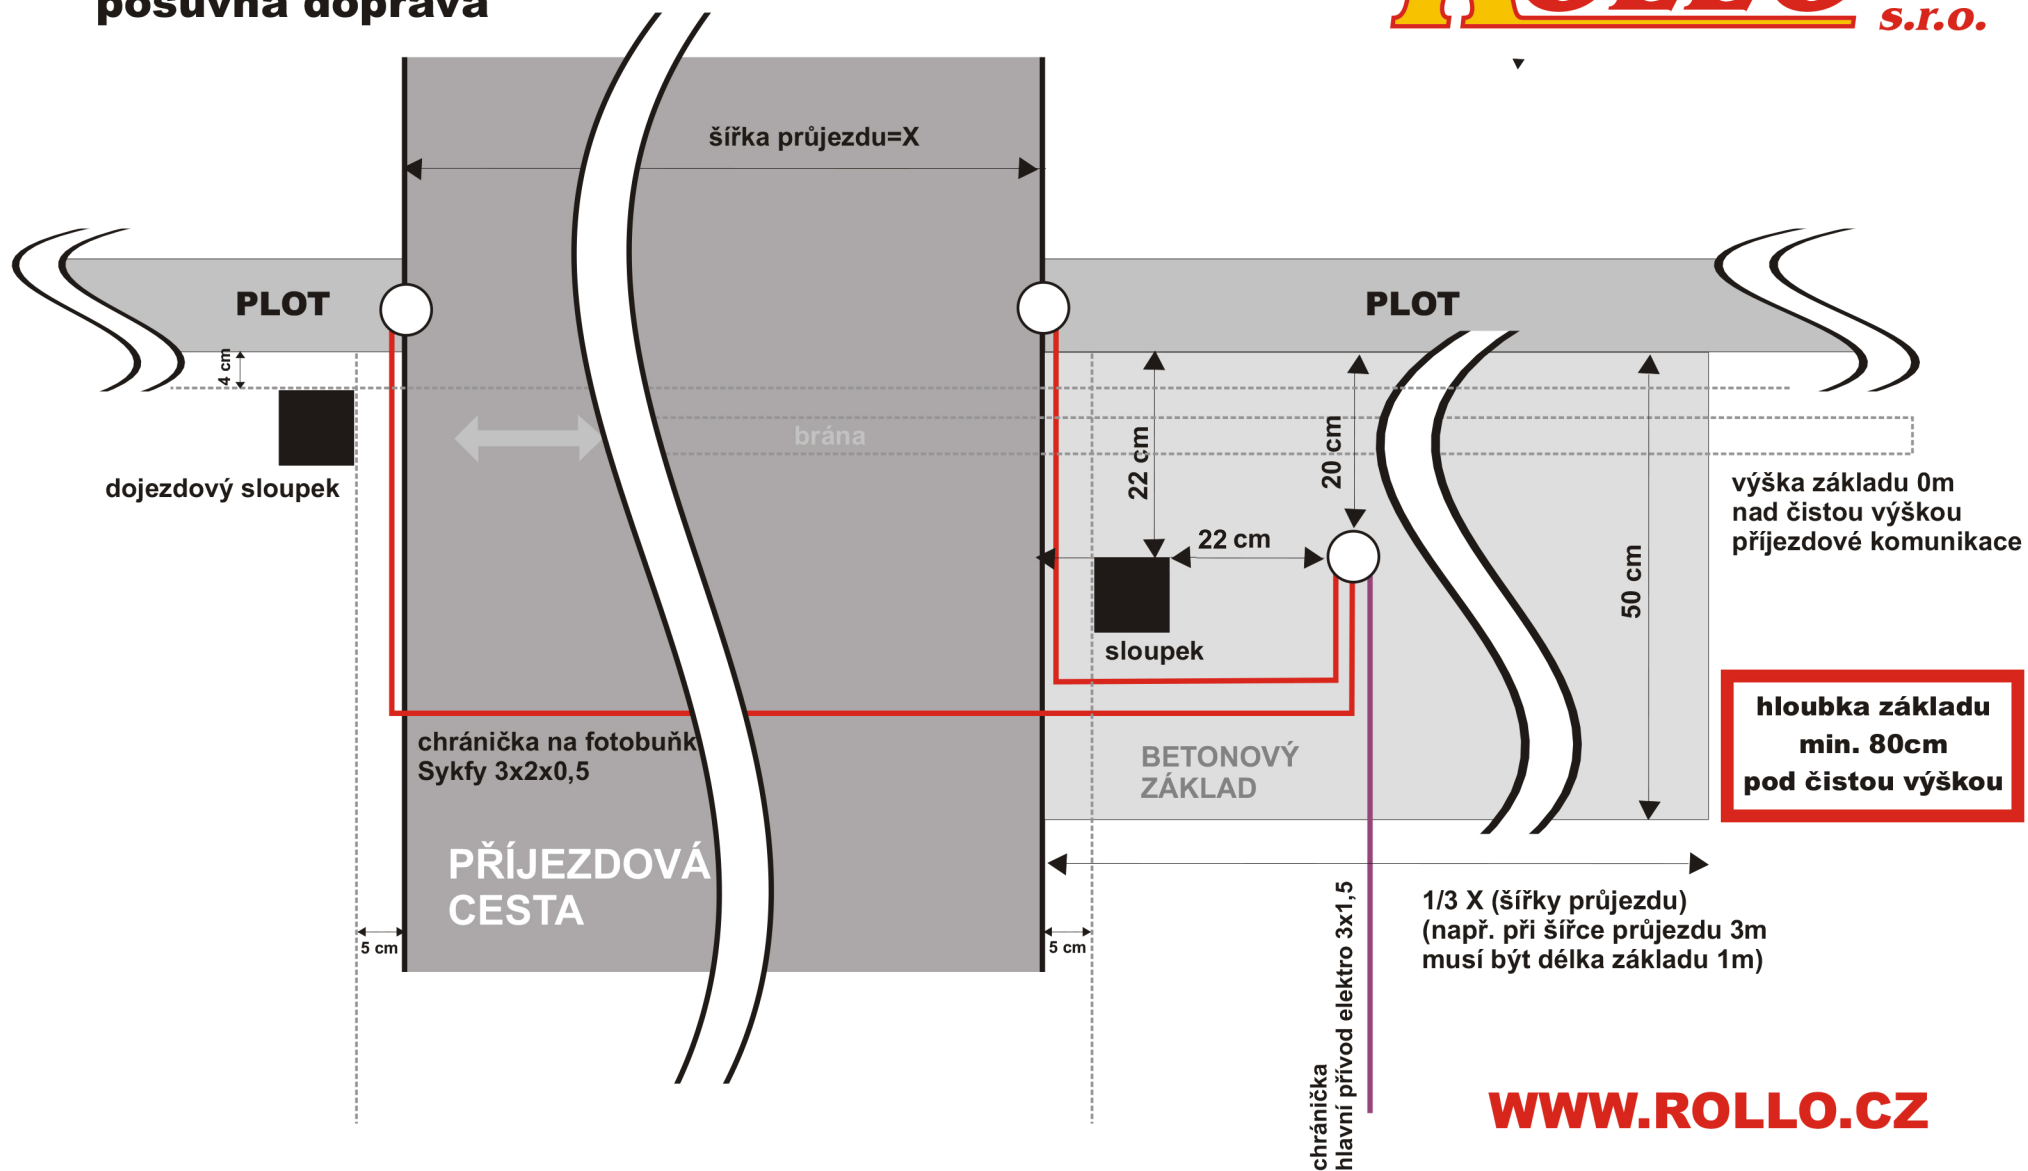 posuvná doprava
s.r.o.
šířka průjezdu=X
PLOT
PLOT
4 cm
brána
22 cm
20 cm
dojezdový sloupek
výška základu 0m
nad čistou výškou
příjezdové komunikace
22 cm
50 cm
sloupek
hloubka základu
min. 80cm
pod čistou výškou
chránička na fotobuňk
Sykfy 3x2x0,5
BETONOVÝ
ZÁKLAD
PŘÍJEZDOVÁ
CESTA
1/3 X (šířky průjezdu)
(např. při šířce průjezdu 3m
musí být délka základu 1m)
5 cm
5 cm
chránička
hlavní přívod elektro 3x1,5
WWW.ROLLO.CZ